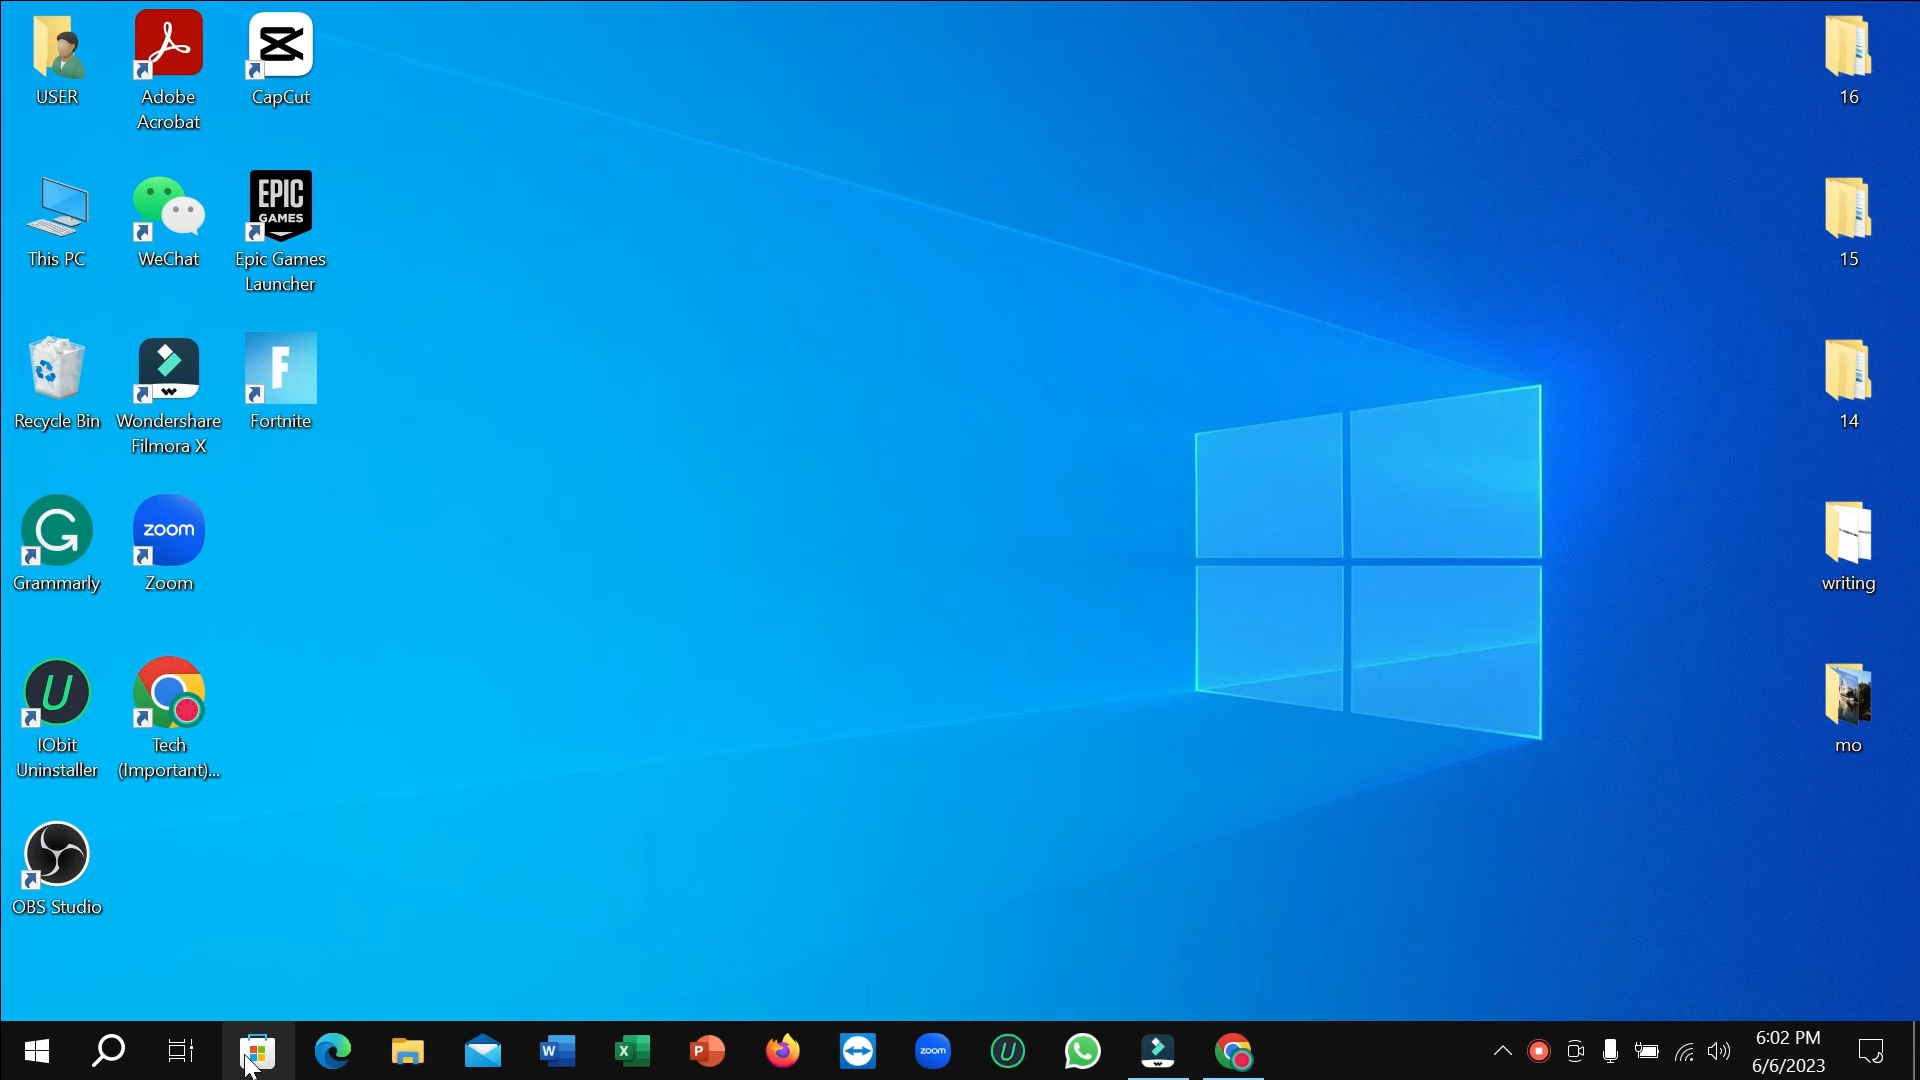 USER
Adobe
Acrobat
CapCut
16
This PC
WeChat
EPIC
GAMES
Epic Games
Launcher
15
Recycle Bin
Wondershare
Filmora X
F
Fortnite
14
G
Grammarly
zoom
Zoom
writing
U
IObit
Uninstaller
Tech
(Important)...
mo
OBS Studio
W
X
P
zoom
U
6:02 PM
6/6/2023